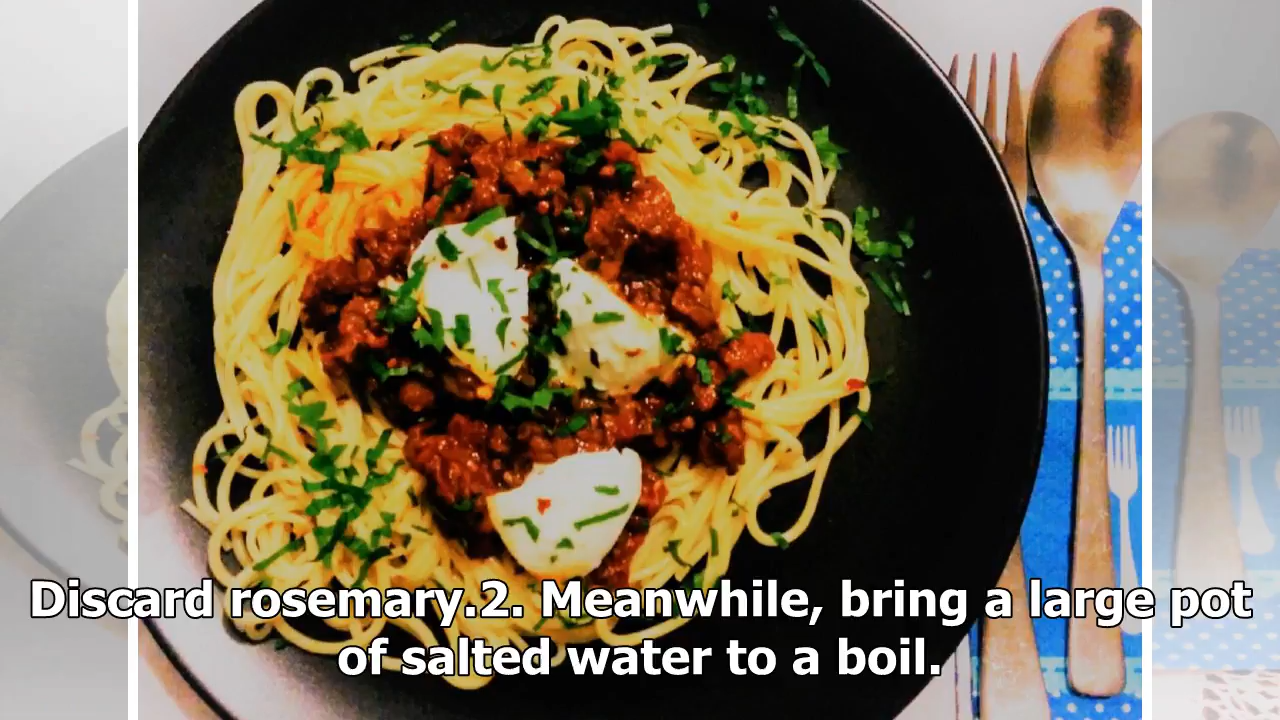 Discard rosemary.2. Meanwhile, bring a large pot
of salted water to a boil.